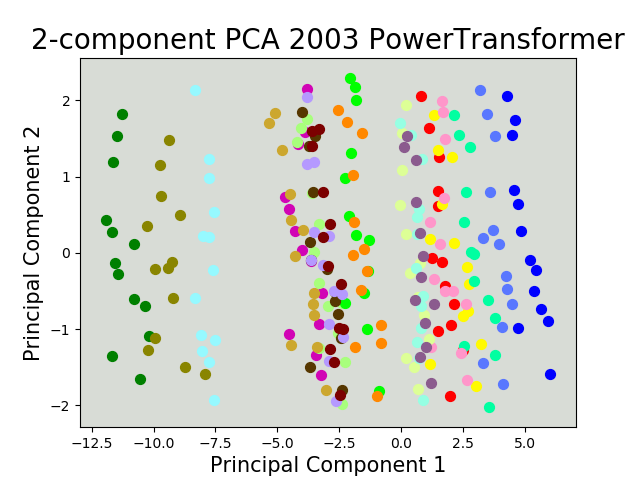 2-component PCA 2003 PowerTransformer
Principal Component 2
2
1
0
−1
−2
−12.5 −10.0 −7.5 −5.0 −2.5 0.0 2.5 5.0
Principal Component 1